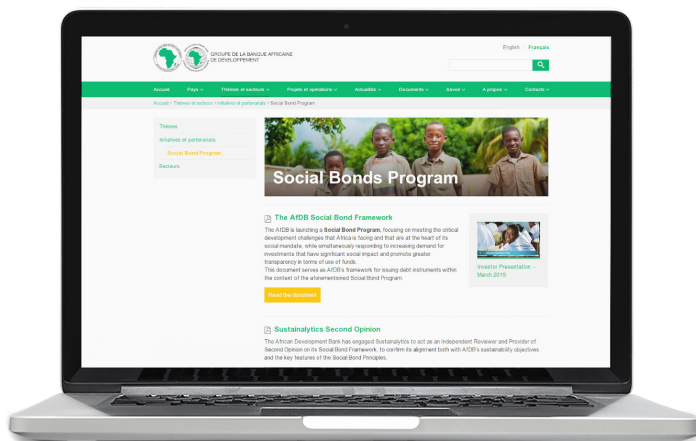 GROUPE DE LA BANQUE AFRICAINE
DE DÉVELOPPEMENT
English Français
Accueil Pays Thèmes et secteurs Projets et opérations Actualités Documents Savoir A propos Contacts
Accueil > Thèmes et secteurs > Initiatives et partenariats > Social Bond Program
Thèmes
Initiatives et partenariats
Social Bond Program
Secteurs
Social Bonds Program
The AfDB Social Bond Framework
The AfDB is launching a Social Bond Program, focusing on meeting the critical
development challenges that Africa is facing and that are at the heart of its
social mandate, while simultaneously responding to increasing demand for
investments that have significant social impact and promote greater
transparency in terms of use of funds.
This document serves as AfDB's framework for issuing debt instruments within
the context of the aforementioned Social Bond Program.
Read the document
Investor Presentation -
March 2019
Sustainalytics Second Opinion
The African Development Bank has engaged Sustainalytics to act as an Independent Reviewer and Provider of
Second Opinion on its Social Bond Framework, to confirm its alignment both with AfDB's sustainability objectives
and the key features of the Social Bond Principles.